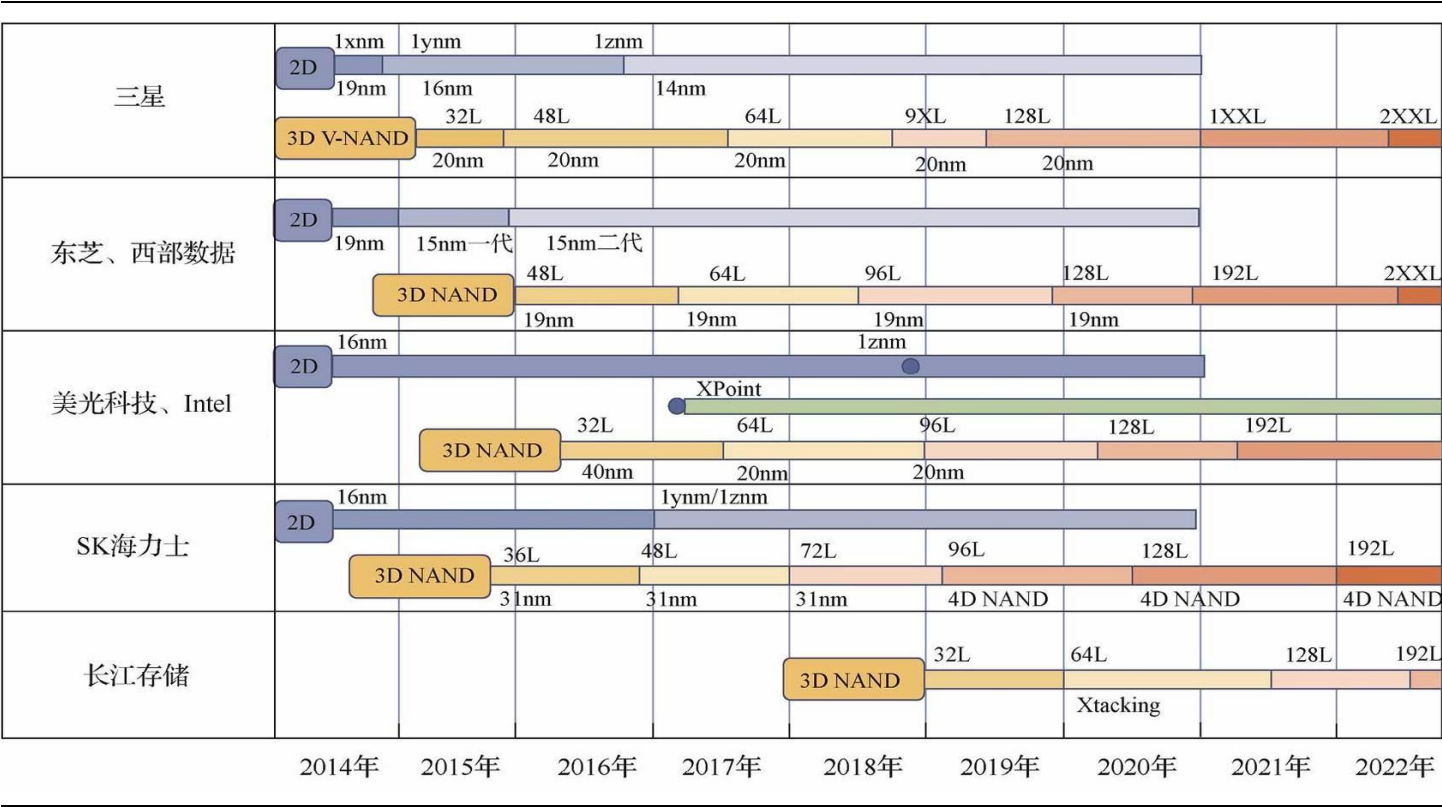 1xnm 1ynm 1znm
2D
19nm 16nm 14nm
三星
32L 48L 64L 9XL 128L 1XXL 2XXL
3D V-NAND
20nm 20nm 20nm 20nm 20nm
2D
19nm 15nm一代 15nm二代
东芝、西部数据
48L 64L 96L 128L 192L 2XXL
3D NAND
19nm 19nm 19nm 19nm
16nm 1znm
2D
XPoint
美光科技、Intel
32L 64L 96L 128L 192L
3D NAND
40nm 20nm 20nm
16nm 1ynm/1znm
2D
SK海力士
36L 48L 72L 96L 128L 192L
3D NAND
31nm 31nm 31nm 4D NAND 4D NAND 4D NAND
32L 64L 128L 192L
长江存储
3D NAND
Xtacking
2014年 2015年 2016年 2017年 2018年 2019年 2020年 2021年 2022年